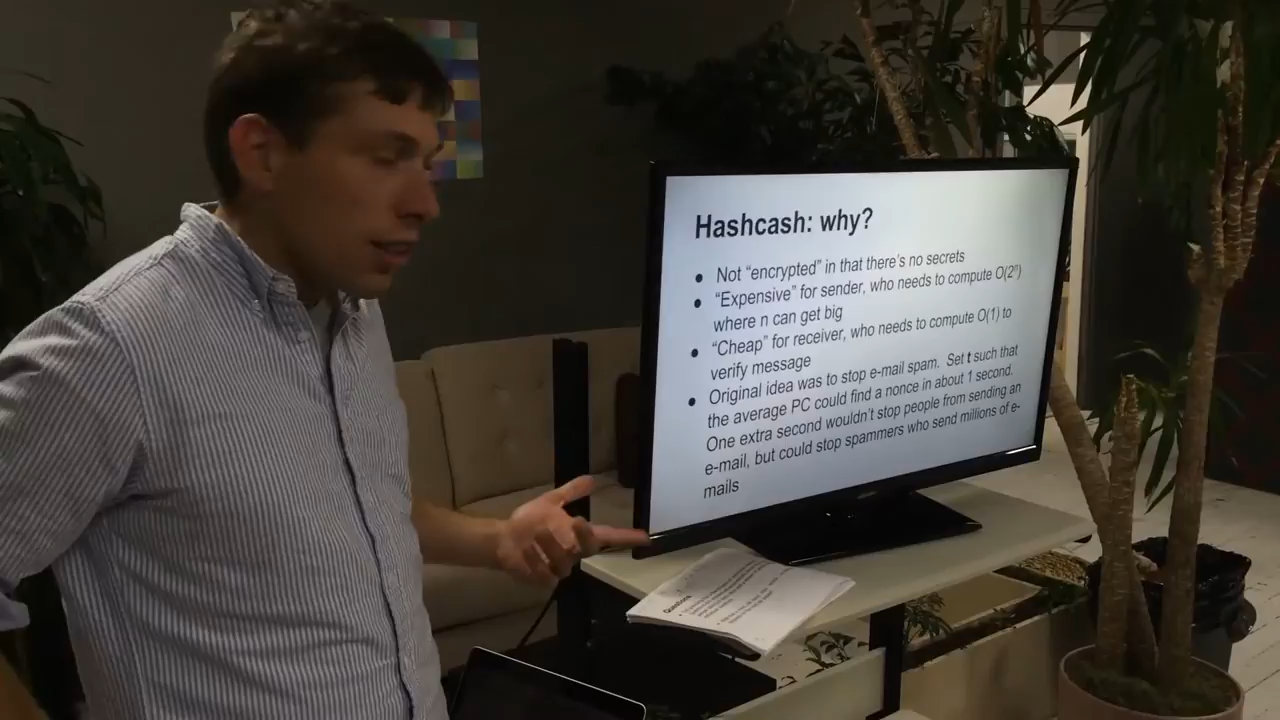 Hashcash: why?
● Not “encrypted” in that there’s no secrets
● “Expensive” for sender, who needs to compute O(2ⁿ)
where n can get big
● “Cheap” for receiver, who needs to compute O(1) to
verify message
● Original idea was to stop e-mail spam. Set t such that
the average PC could find a nonce in about 1 second.
One extra second wouldn’t stop people from sending an
e-mail, but could stop spammers who send millions of e-
mails
Questions